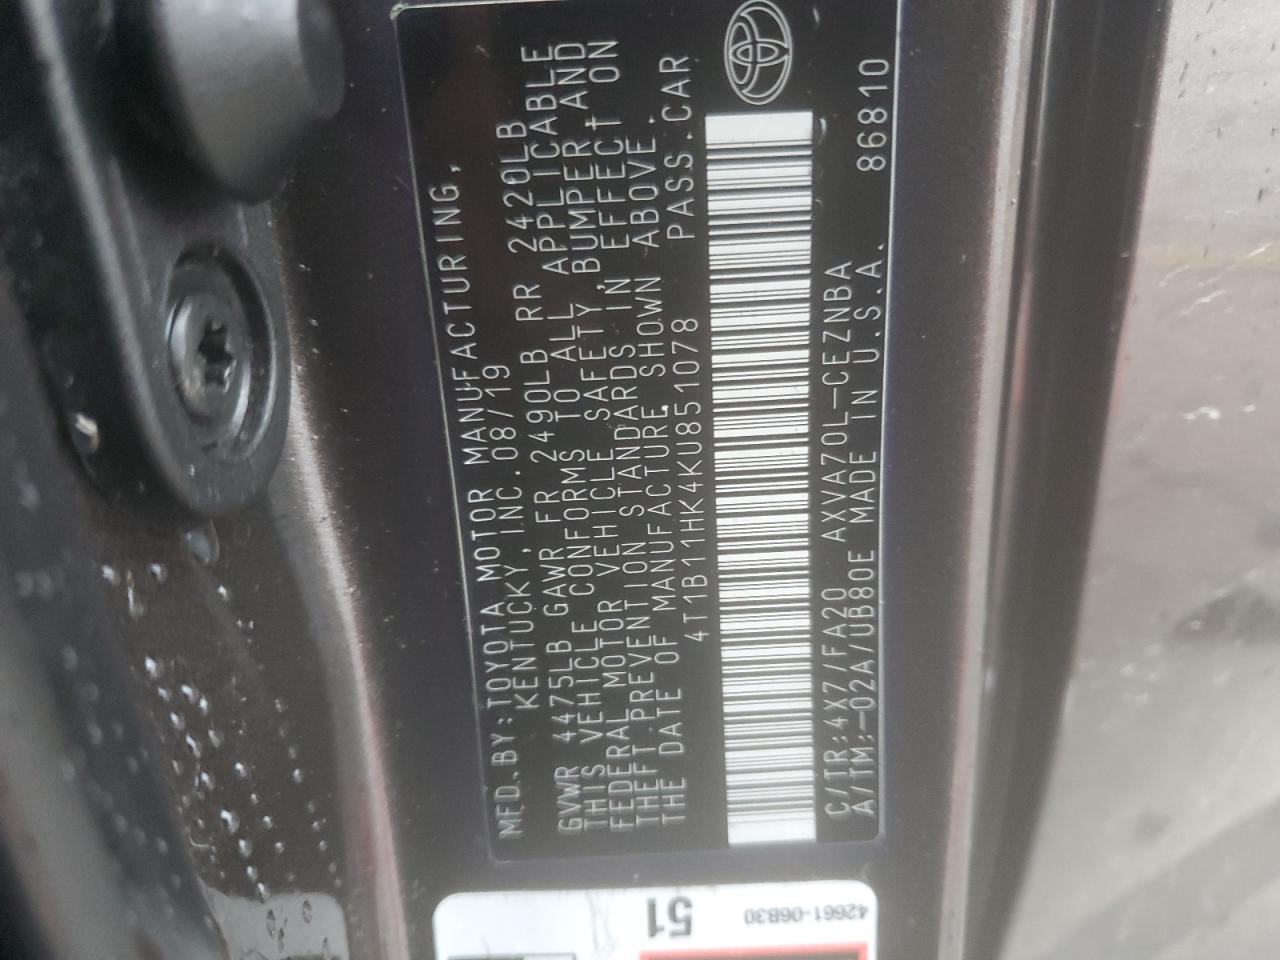 MFD. BY: TOYOTA MOTOR MANUFACTURING,
KENTUCKY, INC. 08/19
GVWR 4475LB GAWR FR 2490LB RR 2420LB
THIS VEHICLE CONFORMS TO ALL APPLICABLE
FEDERAL MOTOR VEHICLE SAFETY, BUMPER AND
THEFT PREVENTION STANDARDS IN EFFECT ON
THE DATE OF MANUFACTURE SHOWN ABOVE.
4T1B11HK4KU851078 PASS.CAR
C/TR:4X7/FA20 AXVA70L-CEZNBA
A/TM:-02A/UB80E MADE IN U.S.A. 86810
51
42661-06B30